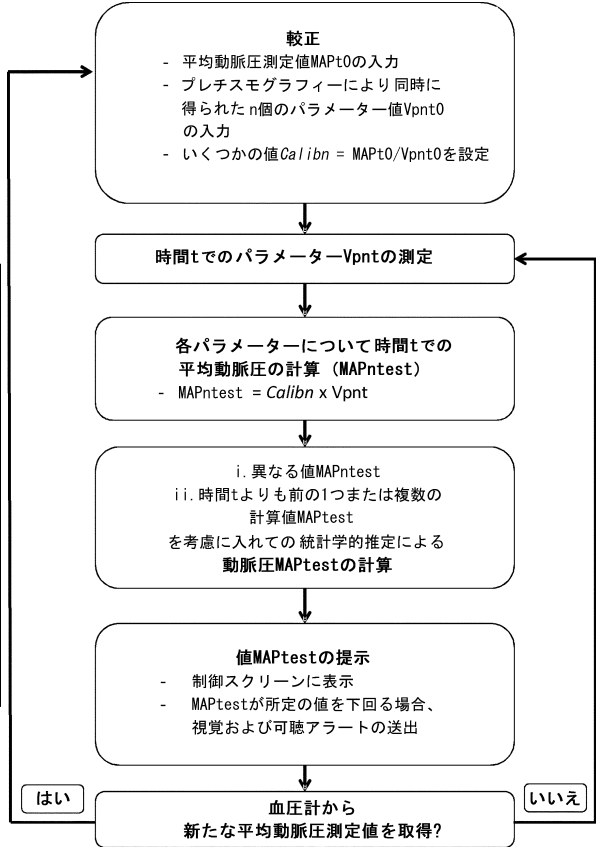 較正
- 平均動脈圧測定値MAPt0の入力
- プレチスモグラフィーにより同時に
得られたn個のパラメーター値Vpnt0
の入力
- いくつかの値Calibn = MAPt0/Vpnt0を設定
時間tでのパラメーターVpntの測定
各パラメーターについて時間tでの
平均動脈圧の計算（MAPntest）
- MAPntest = Calibn x Vpnt
i. 異なる値MAPntest
ii. 時間tよりも前の1つまたは複数の
計算値MAPtest
を考慮に入れての統計学的推定による
動脈圧MAPtestの計算
値MAPtestの提示
- 制御スクリーンに表示
- MAPtestが所定の値を下回る場合、
視覚および可聴アラートの送出
はい
いいえ
血圧計から
新たな平均動脈圧測定値を取得?